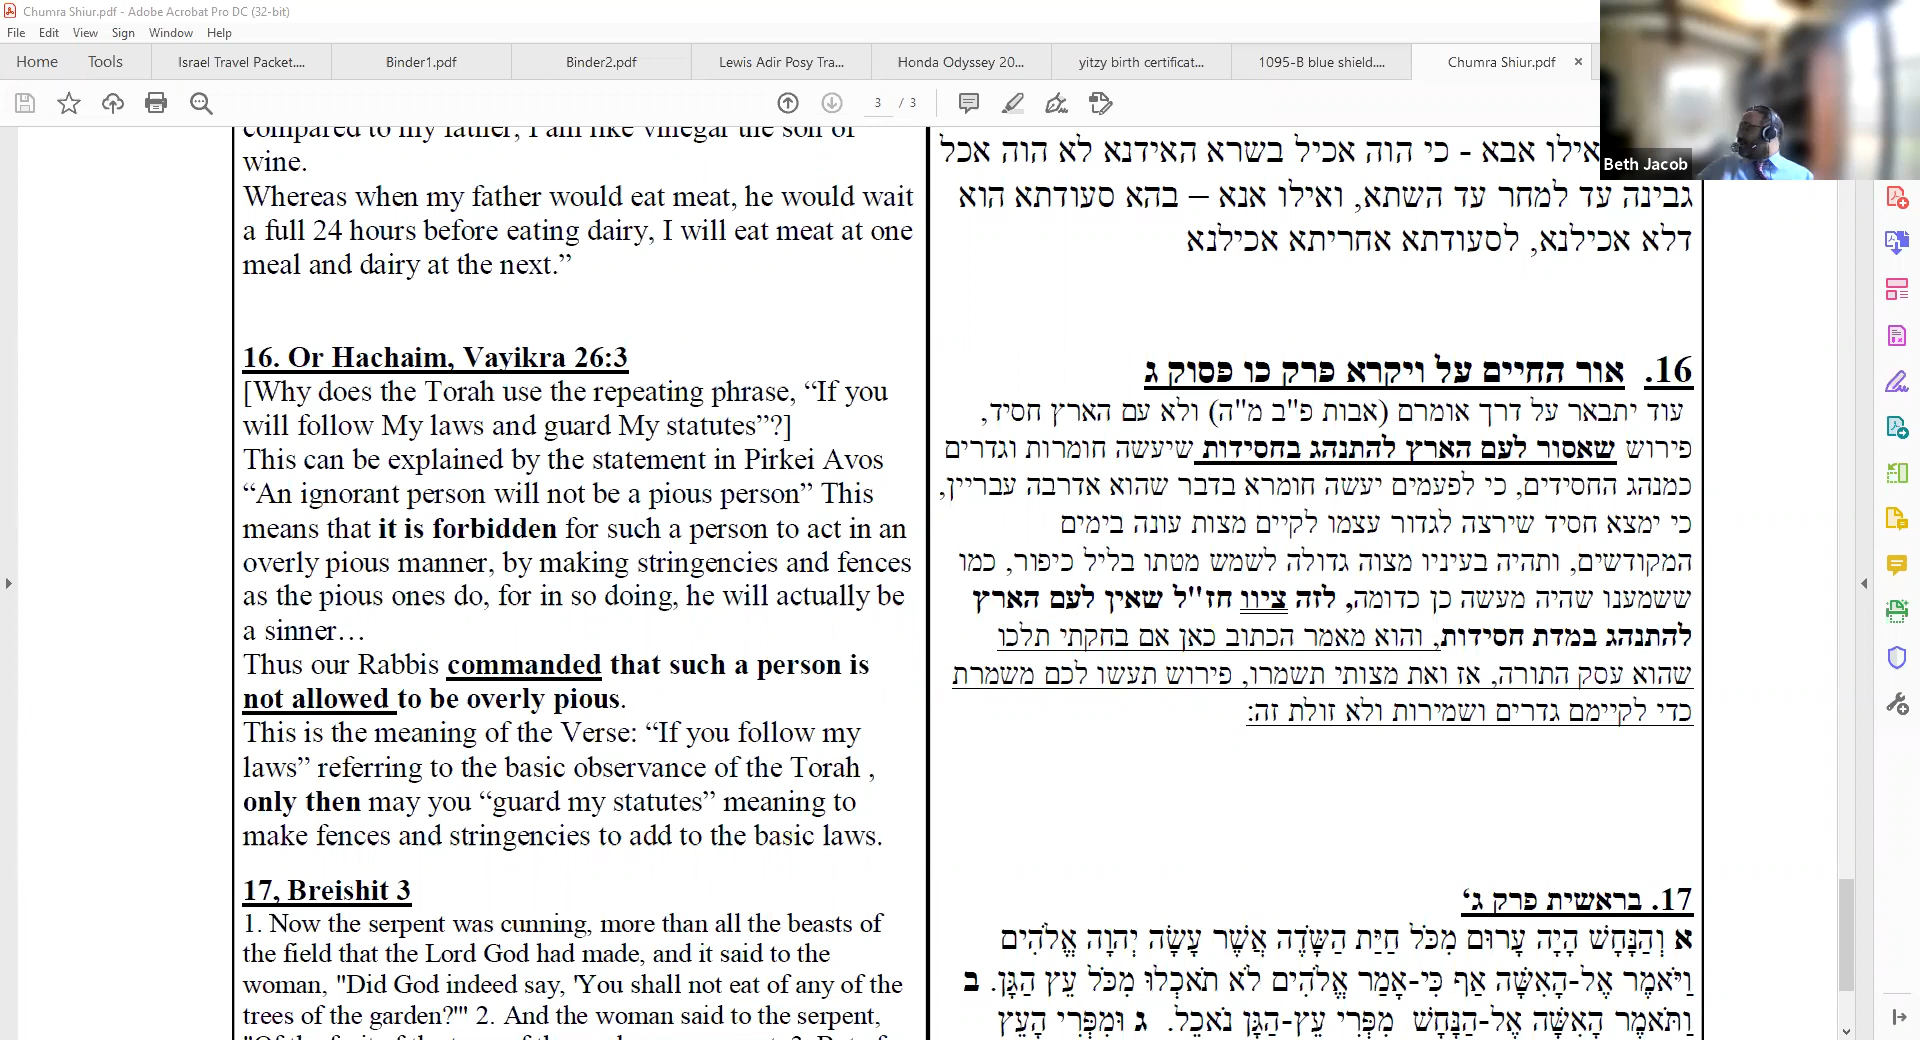 Chumra Shiur.pdf - Adobe Acrobat Pro DC (32-bit)
File Edit View Sign Window Help
Home Tools Israel Travel Packet.... Binder1.pdf Binder2.pdf Lewis Adir Posy Tra... Honda Odyssey 20... yitzy birth certificat... 1095-B blue shield.... Chumra Shiur.pdf ×
3 / 3
Beth Jacob
compared to my father, I am like vinegar the son of
wine.
Whereas when my father would eat meat, he would wait
a full 24 hours before eating dairy, I will eat meat at one
meal and dairy at the next.”
16. Or Hachaim, Vayikra 26:3
[Why does the Torah use the repeating phrase, “If you
will follow My laws and guard My statutes”?]
This can be explained by the statement in Pirkei Avos
“An ignorant person will not be a pious person” This
means that it is forbidden for such a person to act in an
overly pious manner, by making stringencies and fences
as the pious ones do, for in so doing, he will actually be
a sinner…
Thus our Rabbis commanded that such a person is
not allowed to be overly pious.
This is the meaning of the Verse: “If you follow my
laws” referring to the basic observance of the Torah ,
only then may you “guard my statutes” meaning to
make fences and stringencies to add to the basic laws.
17, Breishit 3
1. Now the serpent was cunning, more than all the beasts of
the field that the Lord God had made, and it said to the
woman, "Did God indeed say, 'You shall not eat of any of the
trees of the garden?'" 2. And the woman said to the serpent,
אילו אבא - כי הוה אכיל בשרא האידנא לא הוה אכל
גבינה עד למחר עד השתא, ואילו אנא – בהא סעודתא הוא
דלא אכילנא, לסעודתא אחריתא אכילנא
16. אור החיים על ויקרא פרק כו פסוק ג
עוד יתבאר על דרך אומרם (אבות פ"ב מ"ה) ולא עם הארץ חסיד,
פירוש שאסור לעם הארץ להתנהג בחסידות שיעשה חומרות וגדרים
כמנהג החסידים, כי לפעמים יעשה חומרא בדבר שהוא אדרבה עבריין,
כי ימצא חסיד שירצה לגדור עצמו לקיים מצות עונה בימים
המקודשים, ותהיה בעיניו מצוה גדולה לשמש מטתו בליל כיפור, כמו
ששמענו שהיה מעשה כן כדומה, לזה ציוו חז"ל שאין לעם הארץ
להתנהג במדת חסידות, והוא מאמר הכתוב כאן אם בחקתי תלכו
שהוא עסק התורה, אז ואת מצותי תשמרו, פירוש תעשו לכם משמרת
כדי לקיימם גדרים ושמירות ולא זולת זה:
17. בראשית פרק ג‘
א וְהַנָּחָשׁ הָיָה עָרוּם מִכֹּל חַיַּת הַשָּׂדֶה אֲשֶׁר עָשָׂה יְהוָה אֱלֹהִים
וַיֹּאמֶר אֶל-הָאִשָּׁה אַף כִּי-אָמַר אֱלֹהִים לֹא תֹאכְלוּ מִכֹּל עֵץ הַגָּן. ב
וַתֹּאמֶר הָאִשָּׁה אֶל-הַנָּחָשׁ מִפְּרִי עֵץ-הַגָּן נֹאכֵל. ג וּמִפְּרִי הָעֵץ